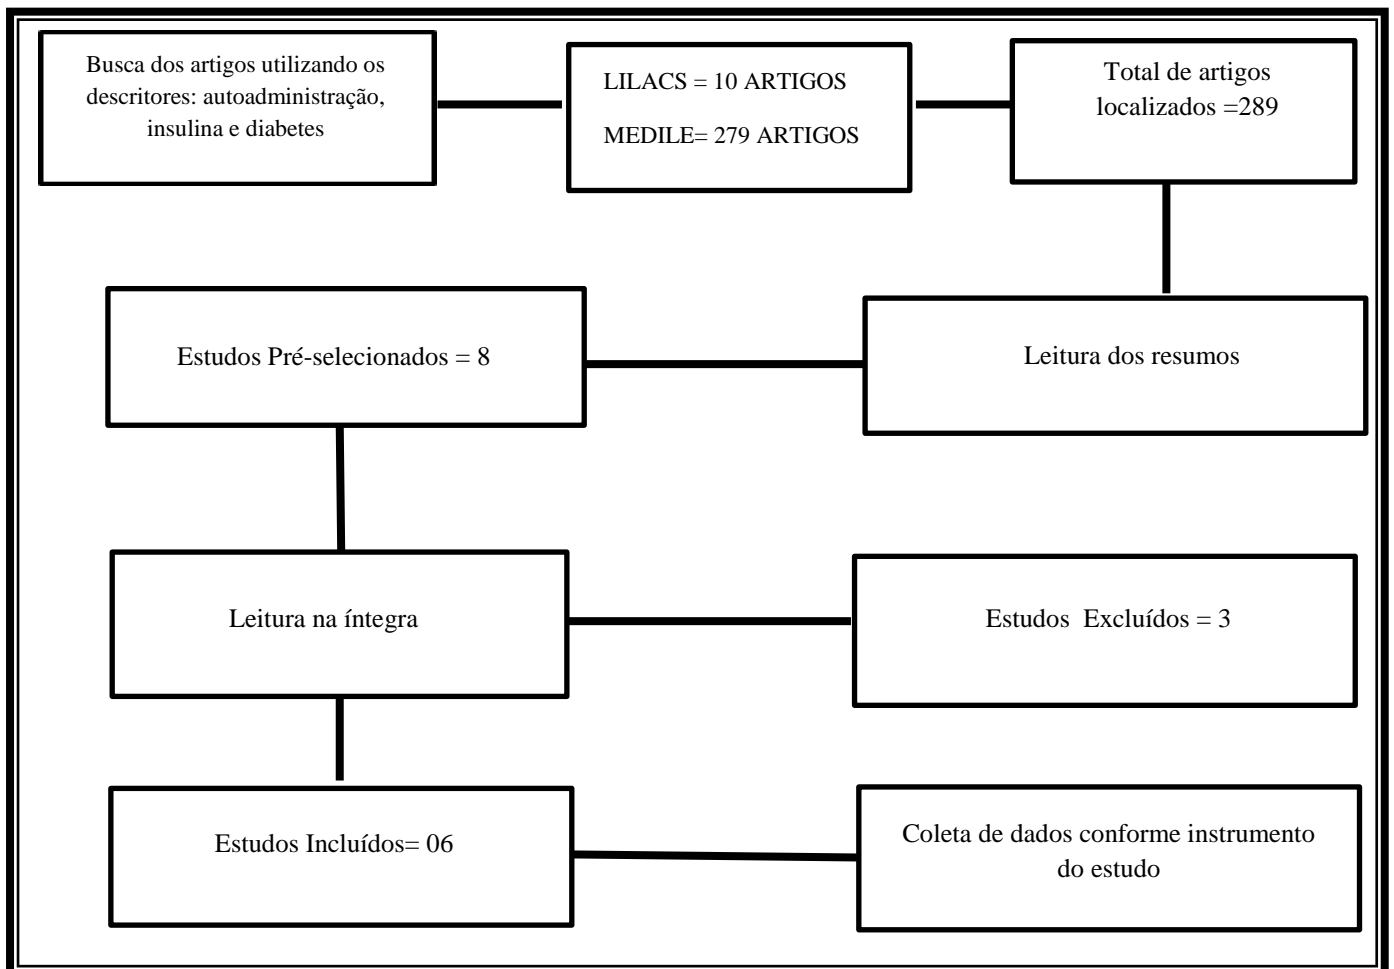 Busca dos artigos utilizando os
descritores: autoadministração,
insulina e diabetes
LILACS = 10 ARTIGOS
MEDILE= 279 ARTIGOS
Total de artigos
localizados =289
Leitura dos resumos
Estudos Pré-selecionados = 8
Leitura na íntegra
Estudos  Excluídos = 3
Estudos Incluídos= 06
Coleta de dados conforme instrumento
do estudo